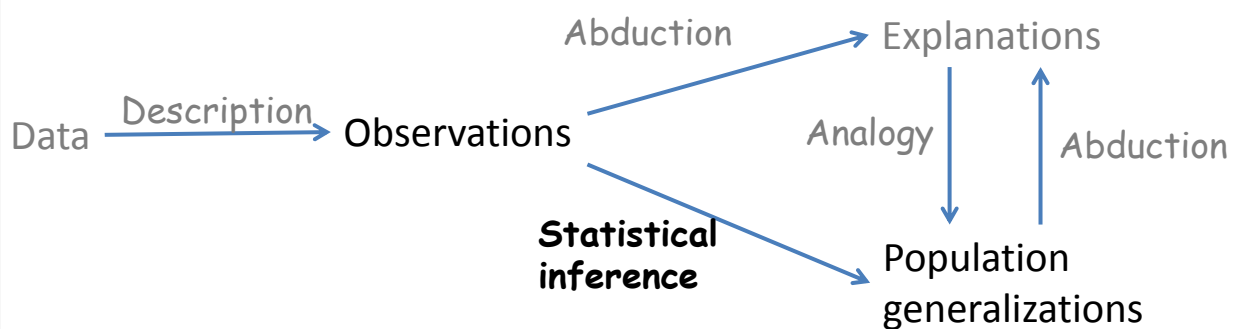 Abduction
Explanations
Description
Data
Observations
Analogy
Abduction
Statistical
inference
Population
generalizations